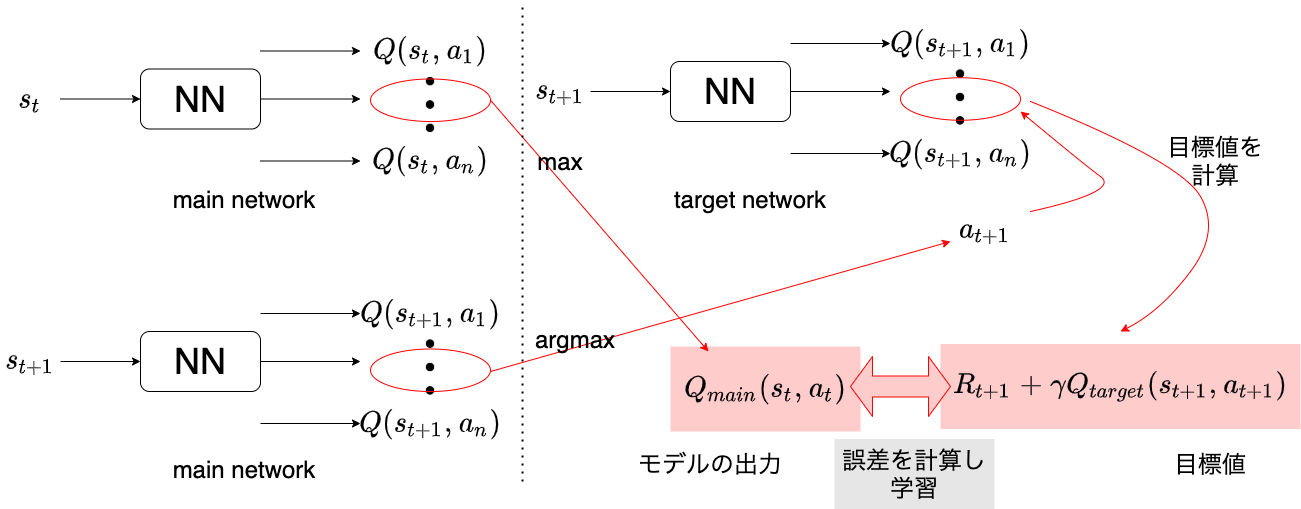 s_t
NN
Q(s_t, a_1)
Q(s_t, a_n)
main network
s_{t+1}
NN
Q(s_{t+1}, a_1)
Q(s_{t+1}, a_n)
main network
max
argmax
s_{t+1}
NN
Q(s_{t+1}, a_1)
Q(s_{t+1}, a_n)
target network
a_{t+1}
目標値を
計算
Q_{main}(s_t, a_t)
R_{t+1} + γQ_{target}(s_{t+1}, a_{t+1})
モデルの出力
誤差を計算し
学習
目標値